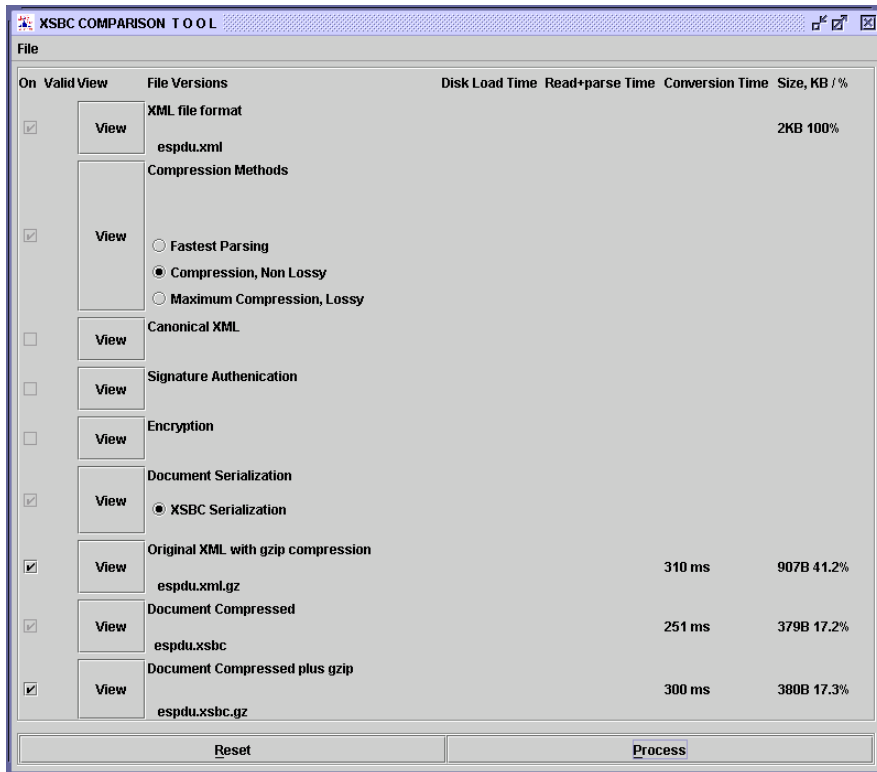 XSBC COMPARISON T O O L
File
On Valid View File Versions Disk Load Time Read+parse Time Conversion Time Size, KB / %
XML file format
View 2KB 100%
espdu.xml
Compression Methods
View
Fastest Parsing
Compression, Non Lossy
Maximum Compression, Lossy
Canonical XML
View
Signature Authenication
View
Encryption
View
Document Serialization
View
XSBC Serialization
Original XML with gzip compression
View 310 ms 907B 41.2%
espdu.xml.gz
Document Compressed
View 251 ms 379B 17.2%
espdu.xsbc
Document Compressed plus gzip
View 300 ms 380B 17.3%
espdu.xsbc.gz
Reset Process